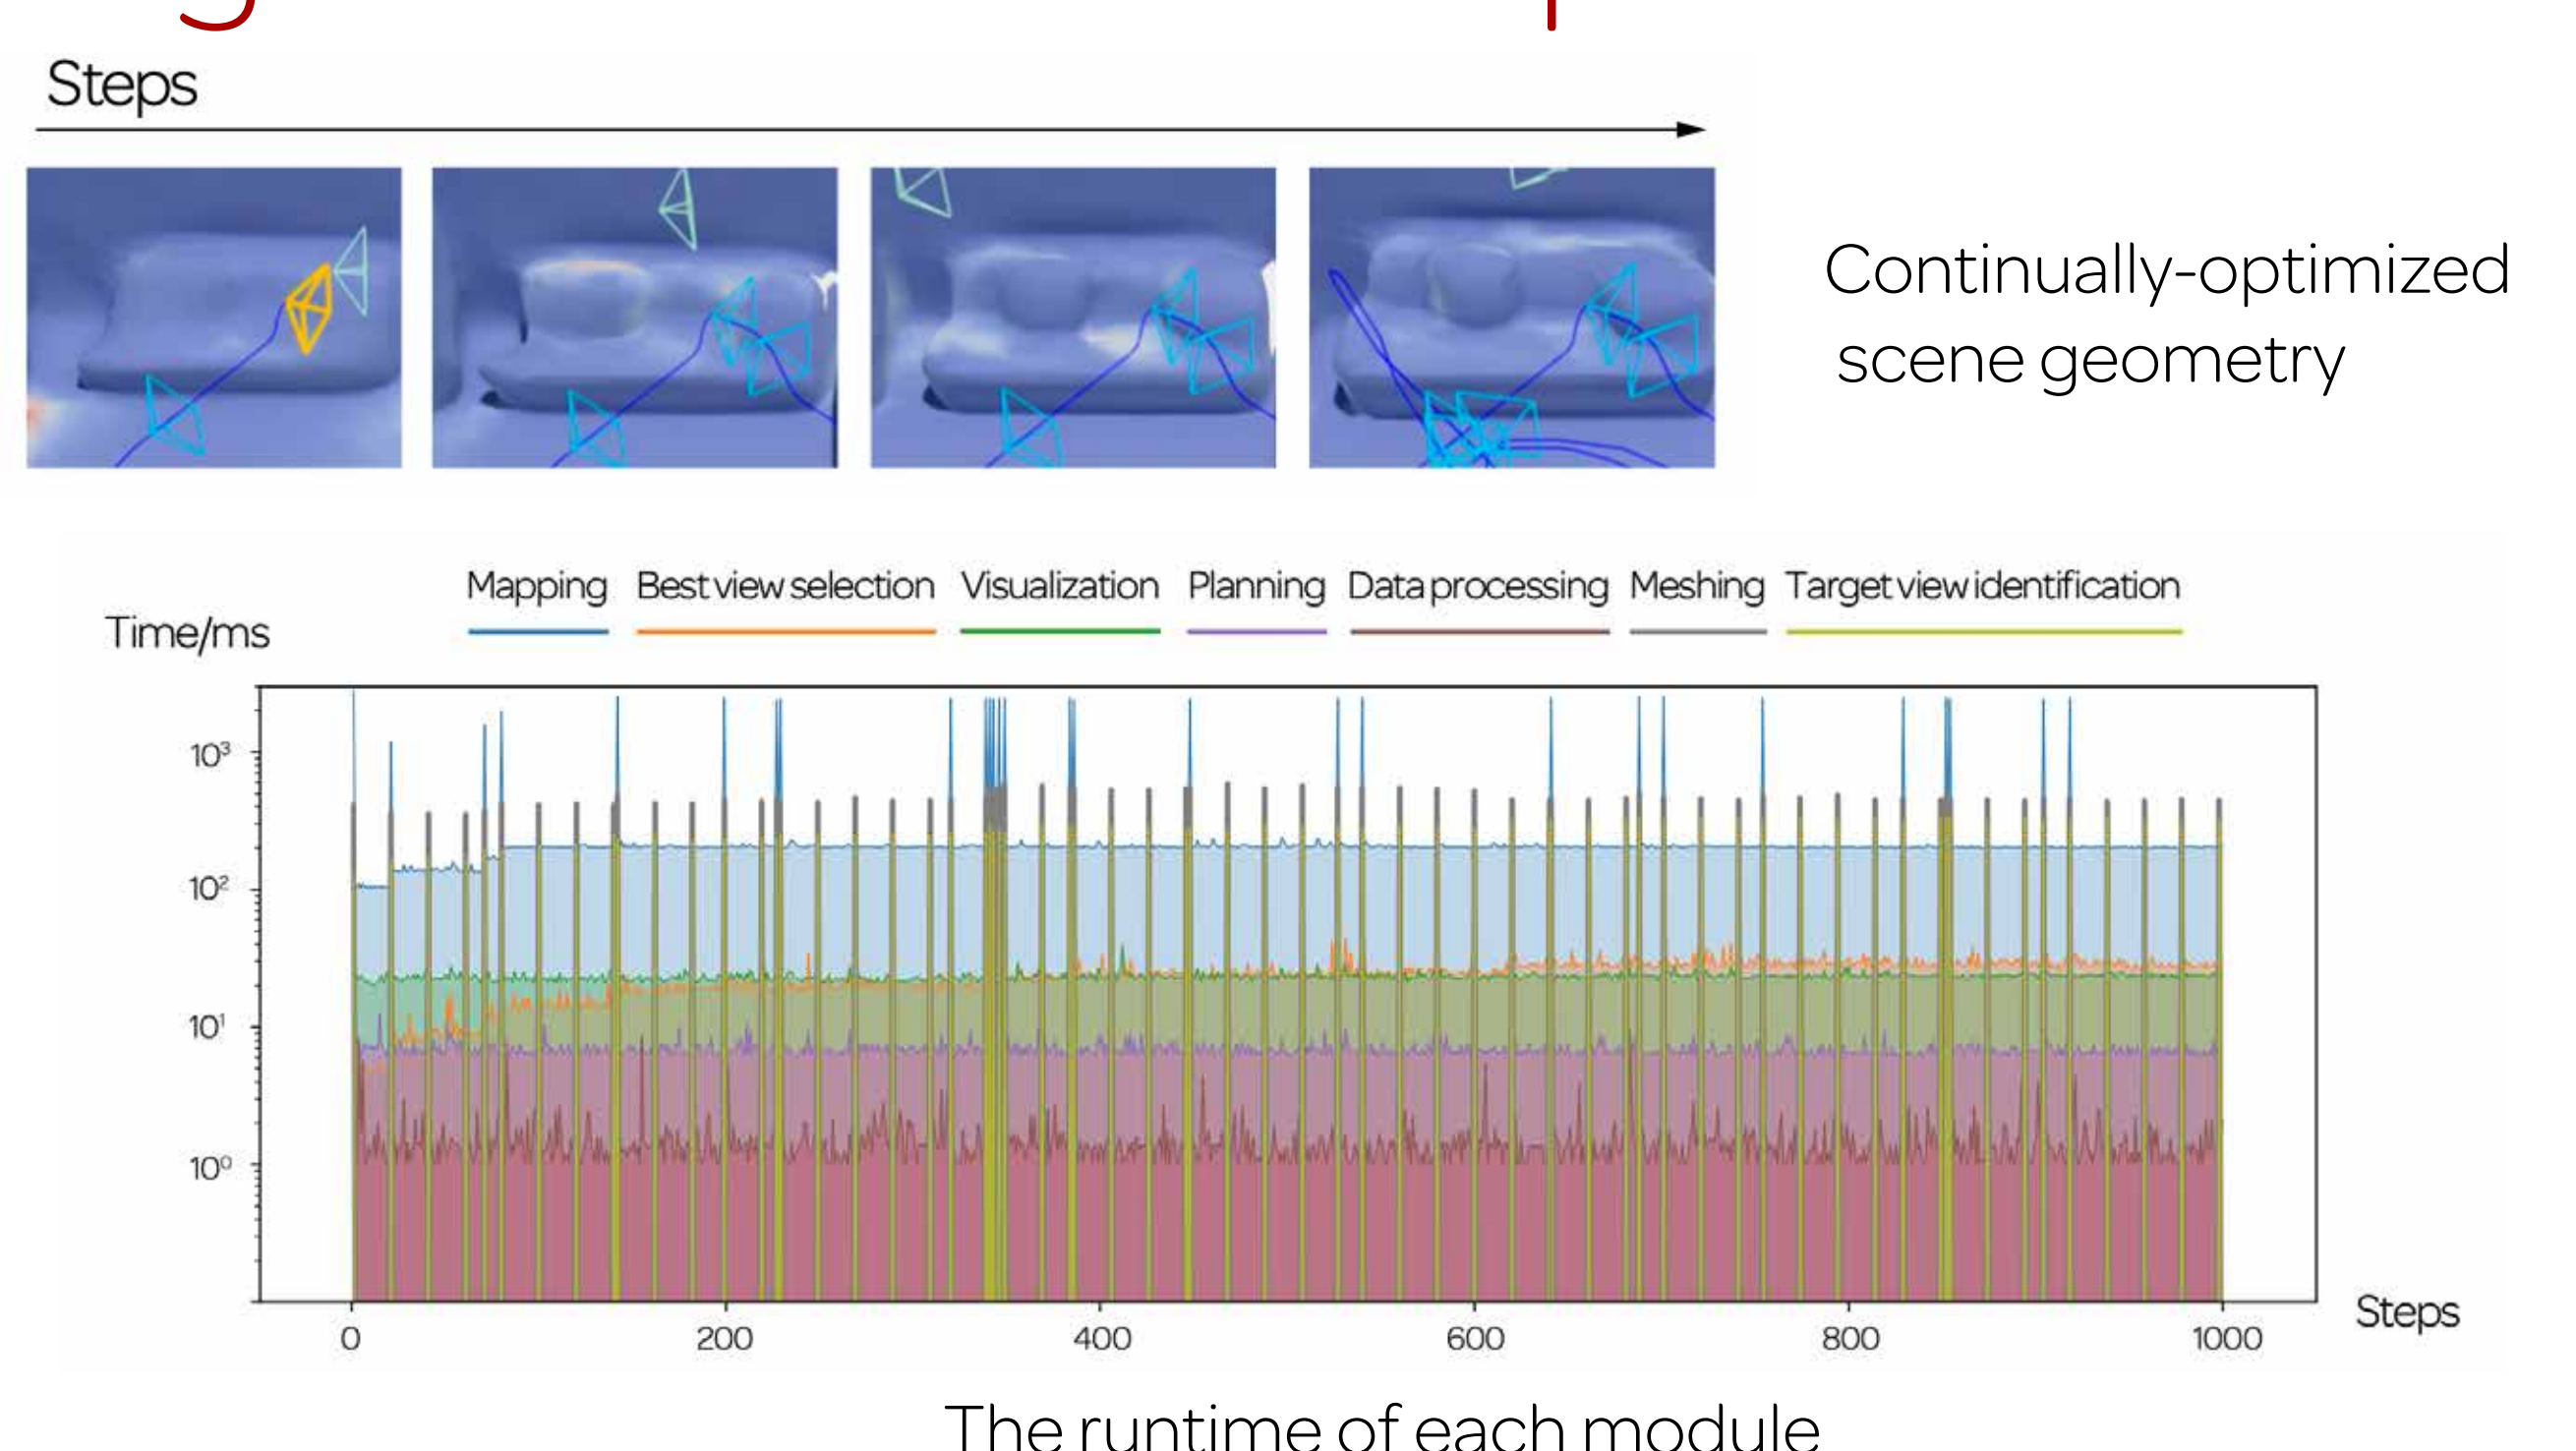 Steps
Continually-optimized
scene geometry
Mapping Best view selection Visualization Planning Data processing Meshing Target view identification
Time/ms
10³
10²
10¹
10⁰
0 200 400 600 800 1000
Steps
The runtime of each module